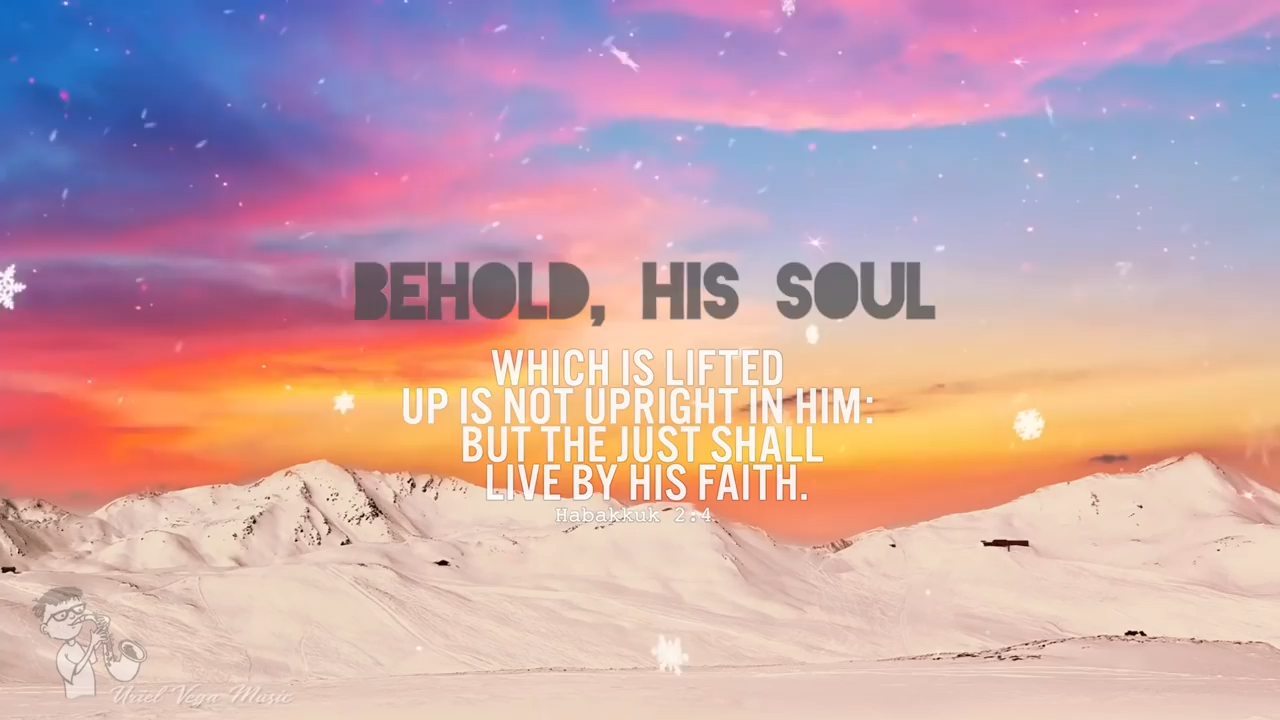 BEHOLD, HIS SOUL
WHICH IS LIFTED
UP IS NOT UPRIGHT IN HIM:
BUT THE JUST SHALL
LIVE BY HIS FAITH.
Habakkuk 2:4
Uriel Vega Music